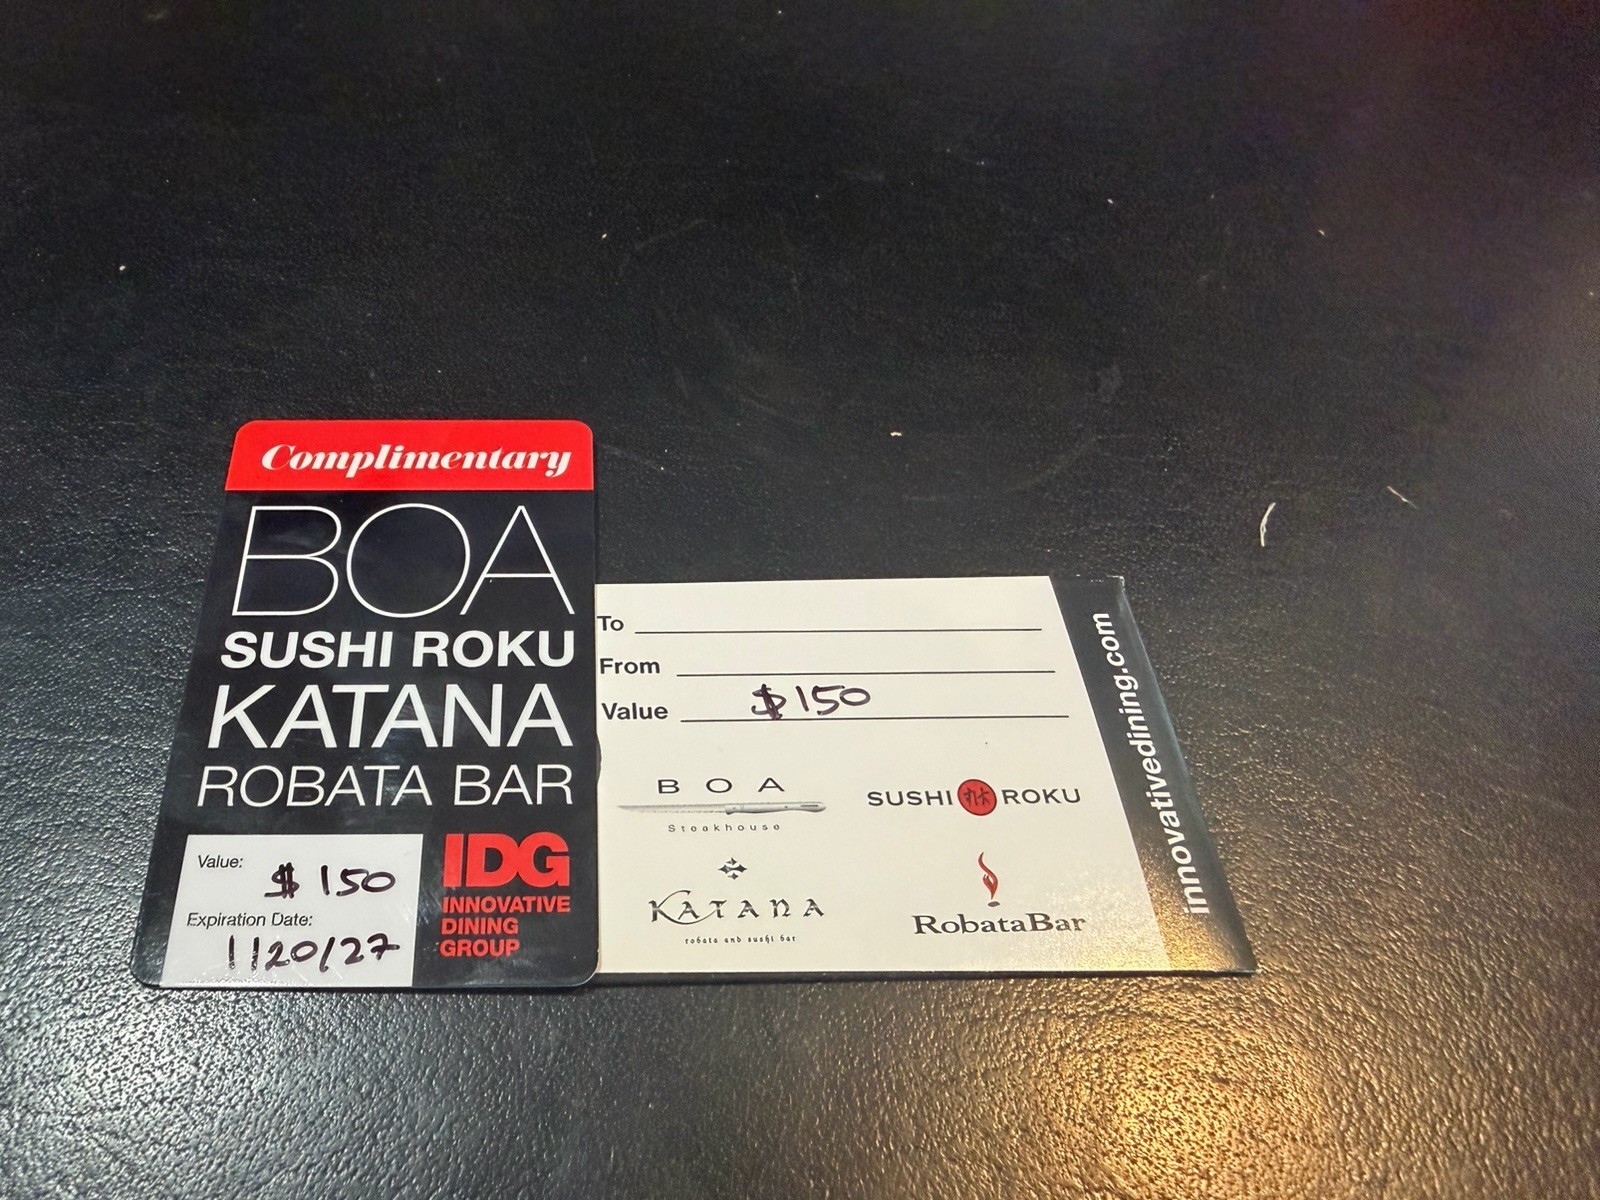 Complimentary
BOA
SUSHI ROKU
KATANA
ROBATA BAR
Value:
$ 150
Expiration Date:
1/20/27
IDG
INNOVATIVE
DINING
GROUP
To
From
Value $150
BOA
Steakhouse
SUSHI ROKU
KATANA
robata and sushi bar
RobataBar
innovativedining.com